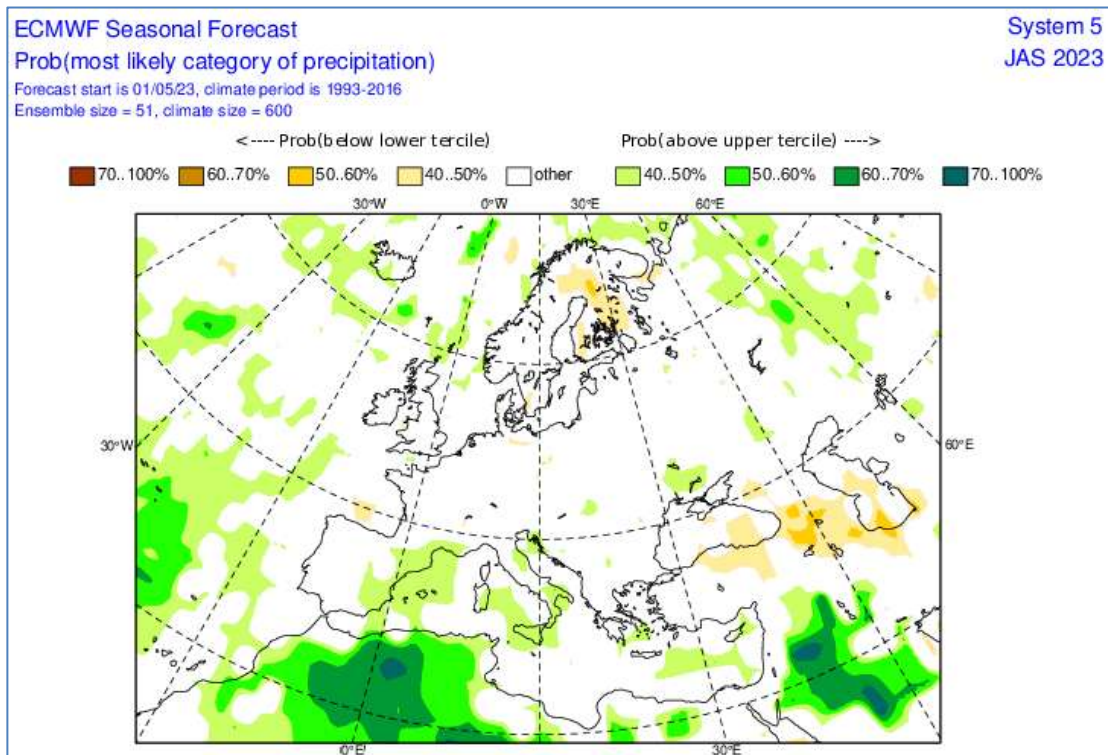 ECMWF Seasonal Forecast
System 5
Prob(most likely category of precipitation)
JAS 2023
Forecast start is 01/05/23, climate period is 1993-2016
Ensemble size = 51, climate size = 600
<---- Prob(below lower tercile)
Prob(above upper tercile) ---->
70..100%
60..70%
50..60%
40..50%
other
40..50%
50..60%
60..70%
70..100%
30°W
0°W
30°E
60°E
30°W
60°E
0°E
30°E